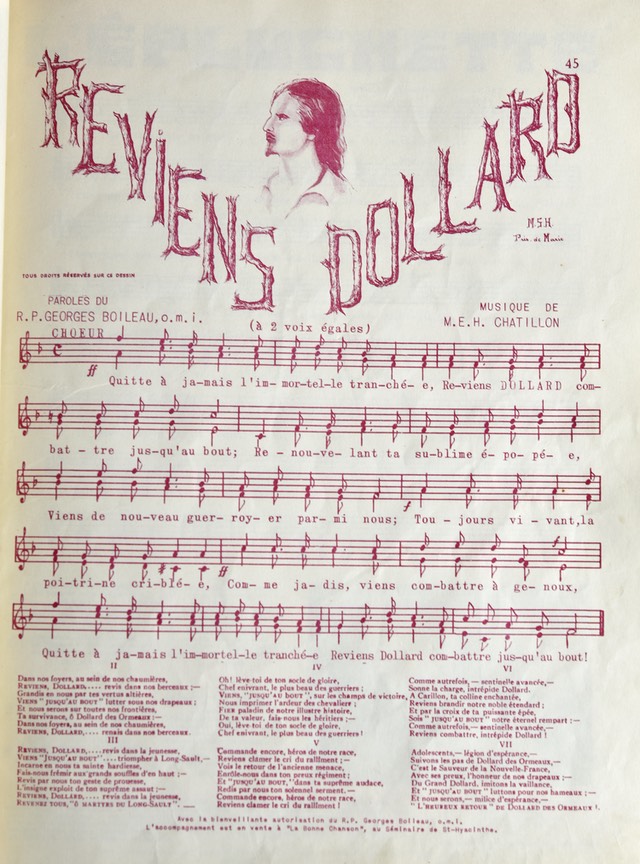 45
REVIENS DOLLARD
M.S.H.
TOUS DROITS RÉSERVÉS SUR CE DESSIN
PAROLES DU
R.P.GEORGES BOILEAU,o.m.i.
MUSIQUE DE
M.E.H. CHATILLON
(à 2 voix égales)
CHOEUR
ff
Quitte à ja-mais l'im-mor-tel-le tran-ché-e, Re-viens DOLLARD com-
bat-tre jus-qu'au bout; Re-nou-ve-lant ta su-blime é-po-pé-e,
f
Viens de nou-veau guer-roy-er par-mi nous; Tou-jours vi-vant,la
ff
f
poi-tri-ne cri-blé-e, Com-me ja-dis, viens com-battre à ge-noux,
Quitte à ja-mais l'im-mortel-le tranché-e Reviens Dollard com-battre jus-qu'au bout!
II
Dans nos foyers, au sein de nos chaumières,
REVIENS, DOLLARD.... revis dans nos berceaux ;—
Grandis en nous par tes vertus altières,
VIENS "JUSQU'AU BOUT" lutter sous nos drapeaux ;
Et nous serons sur toutes nos frontières,
Ta survivance, ô Dollard des Ormeaux :—
Dans nos foyers, au sein de nos chaumières,
REVIENS, DOLLARD,.... renais dans nos berceaux.
III
REVIENS, DOLLARD,.... revis dans la jeunesse,
VIENS "JUSQU'AU BOUT".... triompher à Long-Sault,—
Incarne en nous ta sainte hardiesse.
Fais-nous frémir aux grands souffles d'en haut :
Revis par nous ton geste de prouesse,
L'insigne exploit de ton suprême assaut :—
REVIENS, DOLLARD,.... revis dans la jeunesse,
REVENEZ TOUS, "Ô MARTYRS DU LONG-SAULT". —
IV
Oh! lève-toi de ton socle de gloire,
Chef enivrant, le plus beau des guerriers ;
VIENS, "JUSQU'AU BOUT", sur les champs de victoire,
Nous imprimer l'ardeur des chevaliers ;
FIER paladin de notre illustre histoire,
De ta valeur, fais-nous les héritiers ;—
Oui, lève-toi de ton socle de gloire,
Chef enivrant, le plus beau des guerriers !
V
Commande encore, héros de notre race,
Reviens clamer le cri du ralliment ;
Vois le retour de l'ancienne menace,
Enrôle-nous dans ton preux régiment ;
Et "JUSQU'AU BOUT," dans ta suprême audace,
Redis par nous ton solennel serment. —
Commande encore, héros de notre race,
Reviens clamer le cri du ralliment !
VI
Comme autrefois, — sentinelle avancée,—
Sonne la charge, intrépide Dollard.
A Carillon, ta colline enchantée,
Reviens brandir notre noble étendard ;
Et par la croix de ta puissante épée,
Sois "JUSQU'AU BOUT" notre éternel rempart :—
Comme autrefois, — sentinelle avancée,—
Reviens combattre, intrépide Dollard !
VII
Adolescents,— légion d'espérance,—
Suivons les pas de Dollard des Ormeaux,—
C'est le Sauveur de la Nouvelle-France,
Avec ses preux, l'honneur de nos drapeaux ;—
Du Grand Dollard, imitons la vaillance,
Et "JUSQU'AU BOUT" luttons pour nos hameaux ;—
Et nous serons,— milice d'espérance,—
"L'HEUREUX RETOUR" DE DOLLARD DES ORMEAUX !.
Avec la bienveillante autorisation du R.P. Georges Boileau, o.m.i.
L'accompagnement est en vente à "La Bonne Chanson", au Séminaire de St-Hyacinthe.